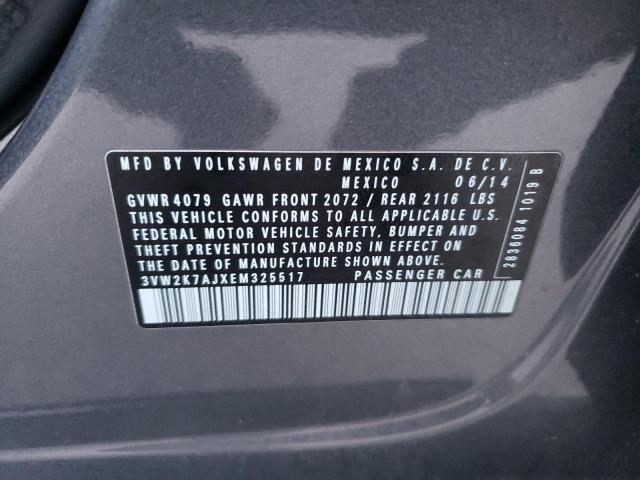 MFD BY VOLKSWAGEN DE MEXICO S.A. DE C.V.
MEXICO 06/14
GVWR 4079 GAWR FRONT 2072 / REAR 2116 LBS
THIS VEHICLE CONFORMS TO ALL APPLICABLE U.S.
FEDERAL MOTOR VEHICLE SAFETY, BUMPER AND
THEFT PREVENTION STANDARDS IN EFFECT ON
THE DATE OF MANUFACTURE SHOWN ABOVE.
3VW2K7AJXEM325517 PASSENGER CAR
2836084 1019 B